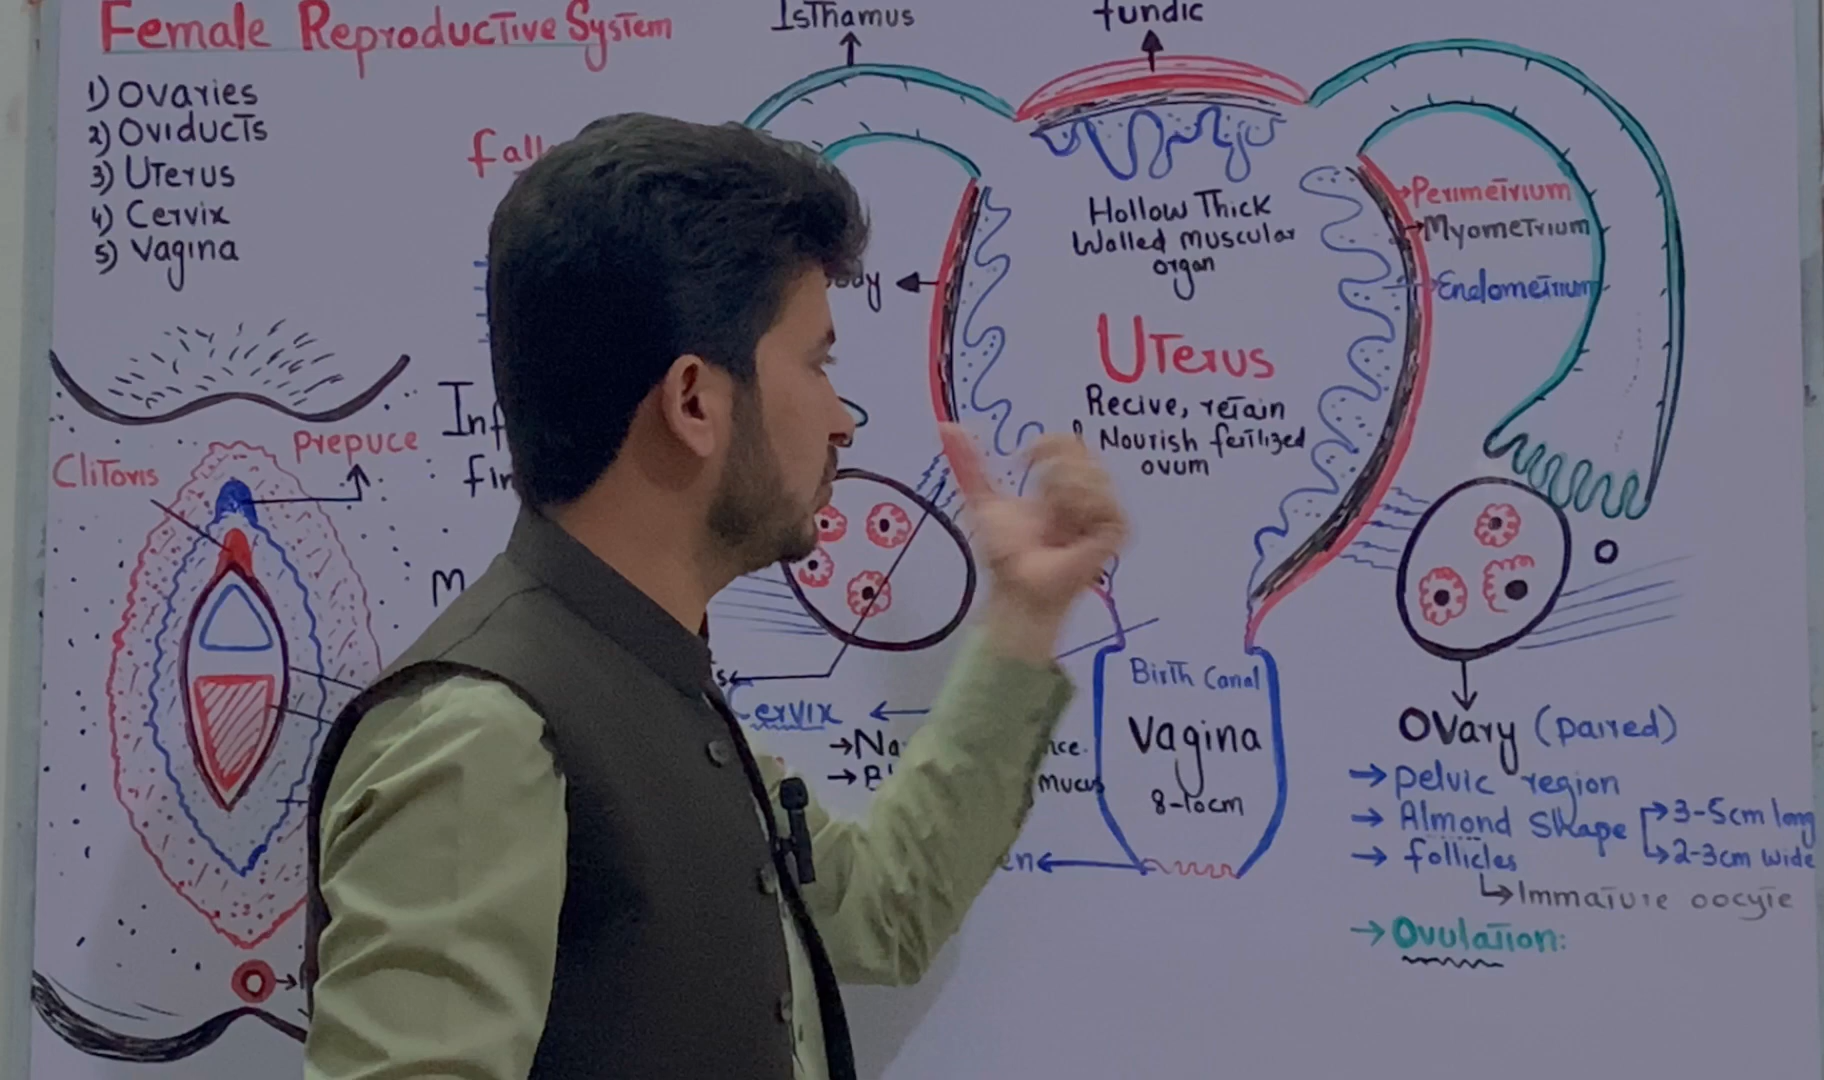 Female Reproductive System
1) Ovaries
2) Oviducts
3) Uterus
4) Cervix
5) Vagina
Isthamus
fundic
Hollow Thick
Walled muscular
organ
Perimetrium
Myometrium
Endometrium
Uterus
Recive, retain
& Nourish fertilized
ovum
Prepuce
Clitoris
Cervix
Birth Canal
Vagina
8-10cm
mucus
Ovary (paired)
→ pelvic region
→ Almond Shape → 3-5cm long
→ 2-3cm wide
→ follicles
↳ Immature oocyte
→ Ovulation: